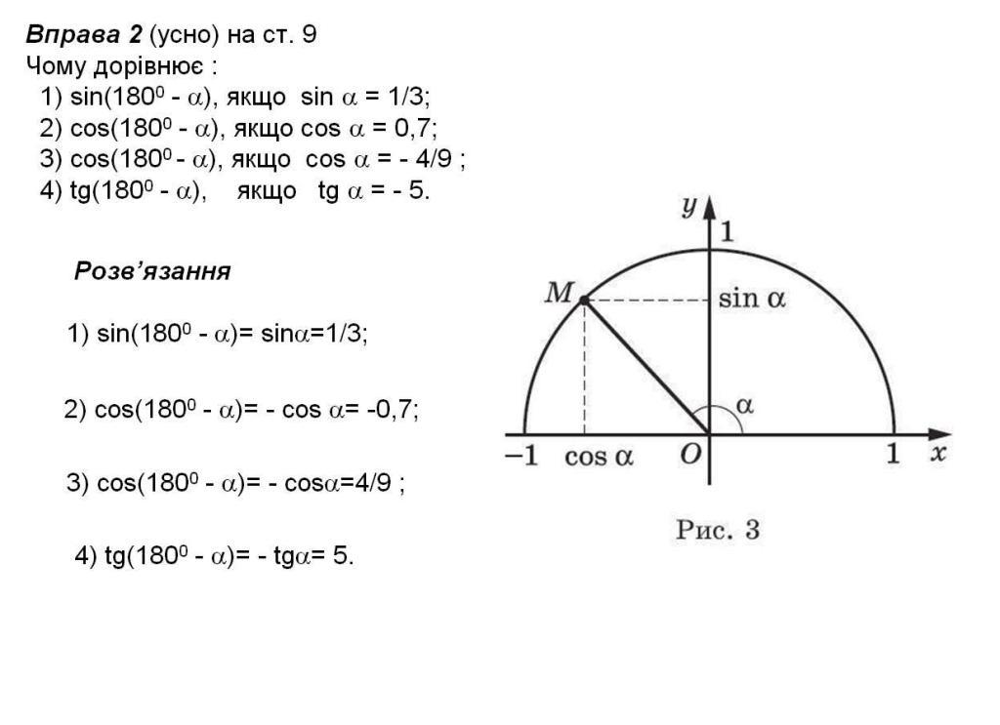 Вправа 2 (усно) на ст. 9
Чому дорівнює :
1) sin(180⁰ - α), якщо sin α = 1/3;
2) cos(180⁰ - α), якщо cos α = 0,7;
3) cos(180⁰ - α), якщо cos α = - 4/9 ;
4) tg(180⁰ - α), якщо tg α = - 5.
Розв’язання
1) sin(180⁰ - α)= sinα=1/3;
2) cos(180⁰ - α)= - cos α= -0,7;
3) cos(180⁰ - α)= - cosα=4/9 ;
4) tg(180⁰ - α)= - tgα= 5.
y
1
M
sin α
α
−1 cos α O 1 x
Рис. 3